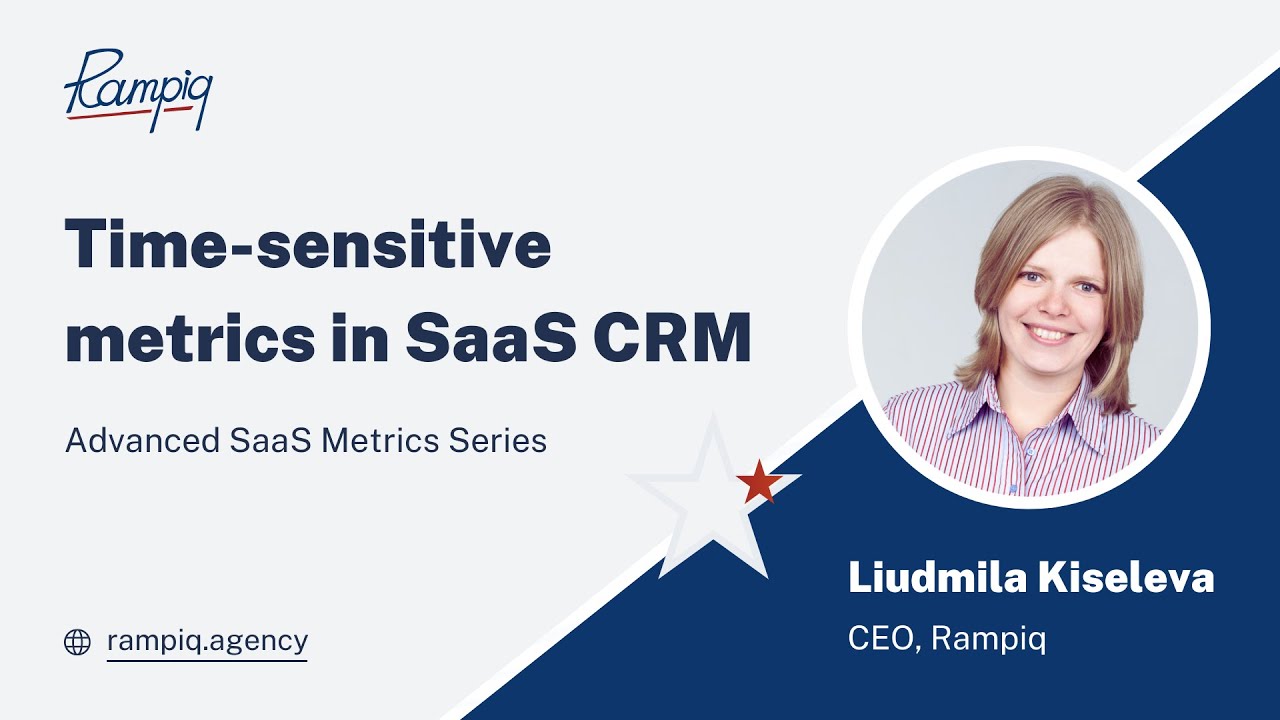 Rampiq
Time-sensitive
metrics in SaaS CRM
Advanced SaaS Metrics Series
Liudmila Kiseleva
CEO, Rampiq
rampiq.agency